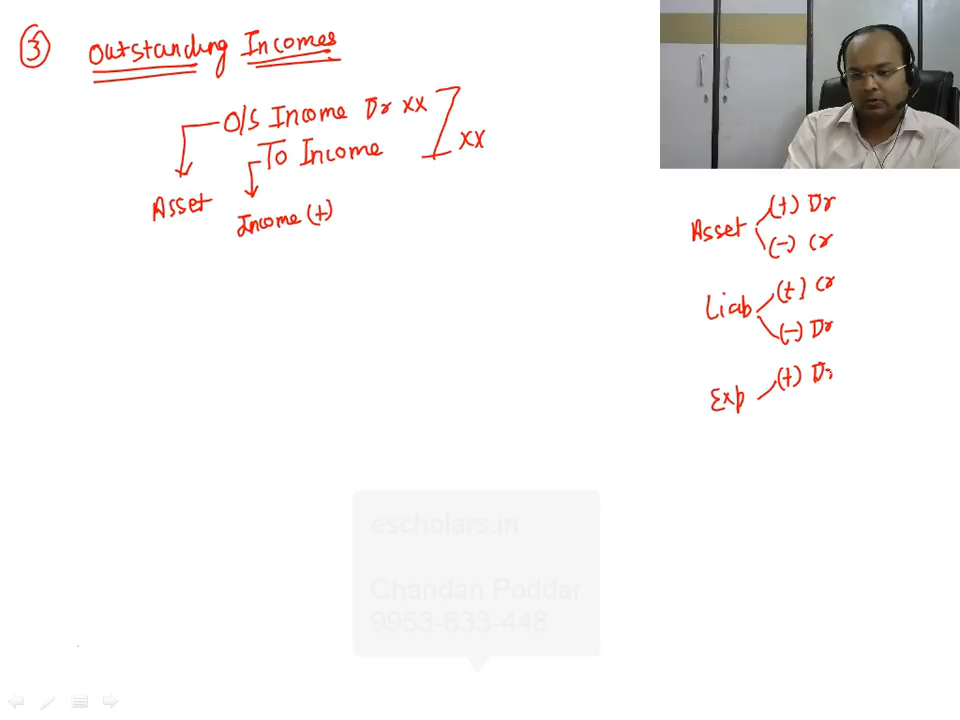 3 Outstanding Incomes
O/S Income Dr xx
To Income xx
Asset
Income (+)
Asset (+) Dr
(-) Cr
Liab (+) Cr
(-) Dr
Exp (+) Dr
escholars.in
Chandan Poddar
9953-633-448